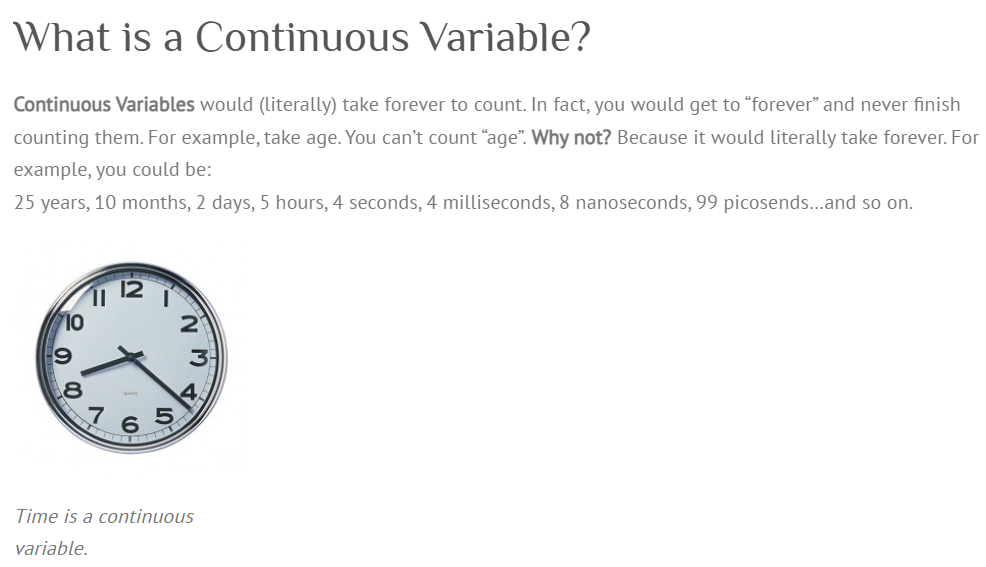 What is a Continuous Variable?
Continuous Variables would (literally) take forever to count. In fact, you would get to “forever” and never finish
counting them. For example, take age. You can’t count “age”. Why not? Because it would literally take forever. For
example, you could be:
25 years, 10 months, 2 days, 5 hours, 4 seconds, 4 milliseconds, 8 nanoseconds, 99 picosends…and so on.
12
11 1
10 2
9 3
8 4
7 5
6
Time is a continuous
variable.